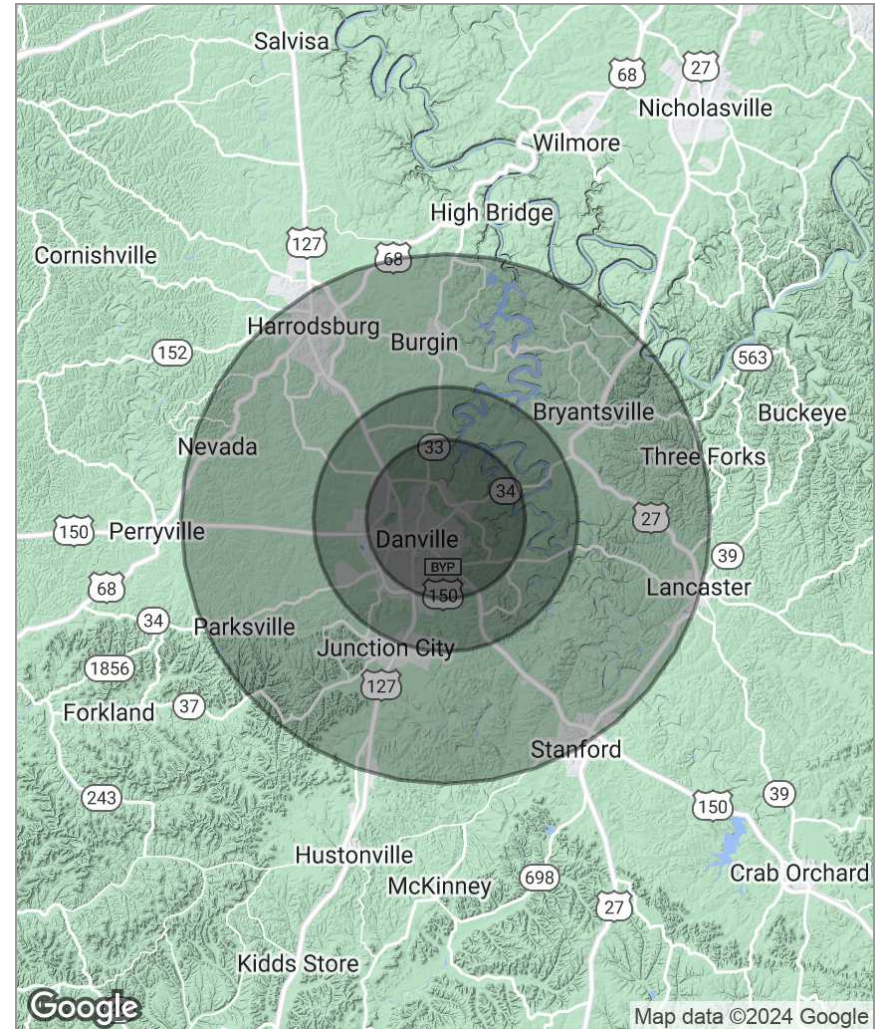 Salvisa
68
27
Nicholasville
Wilmore
High Bridge
127
68
Cornishville
Harrodsburg
Burgin
152
563
Bryantsville
Buckeye
Nevada
33
Three Forks
34
150
Perryville
27
Danville
39
BYP
150
68
Lancaster
34
Parksville
Junction City
1856
127
37
Forkland
Stanford
243
150
39
Hustonville
McKinney
698
Crab Orchard
27
Kidds Store
Google
Map data ©2024 Google